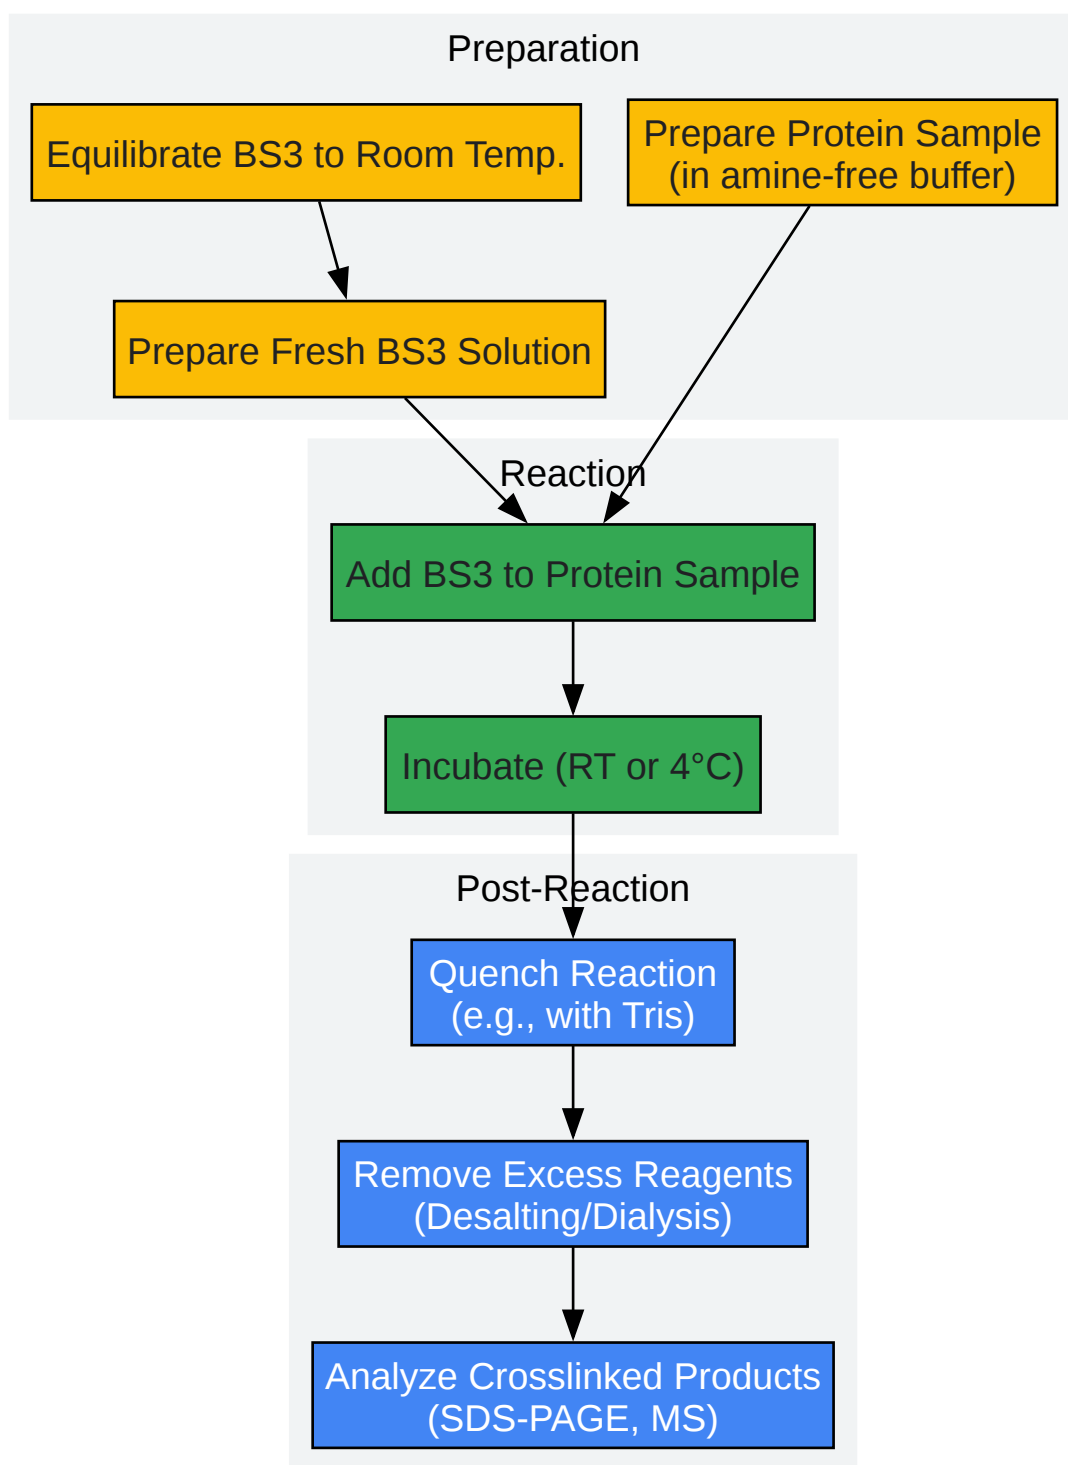 Preparation
Equilibrate BS3 to Room Temp.
Prepare Protein Sample
(in amine-free buffer)
Prepare Fresh BS3 Solution
Reaction
Add BS3 to Protein Sample
Incubate (RT or 4°C)
Post-Reaction
Quench Reaction
(e.g., with Tris)
Remove Excess Reagents
(Desalting/Dialysis)
Analyze Crosslinked Products
(SDS-PAGE, MS)